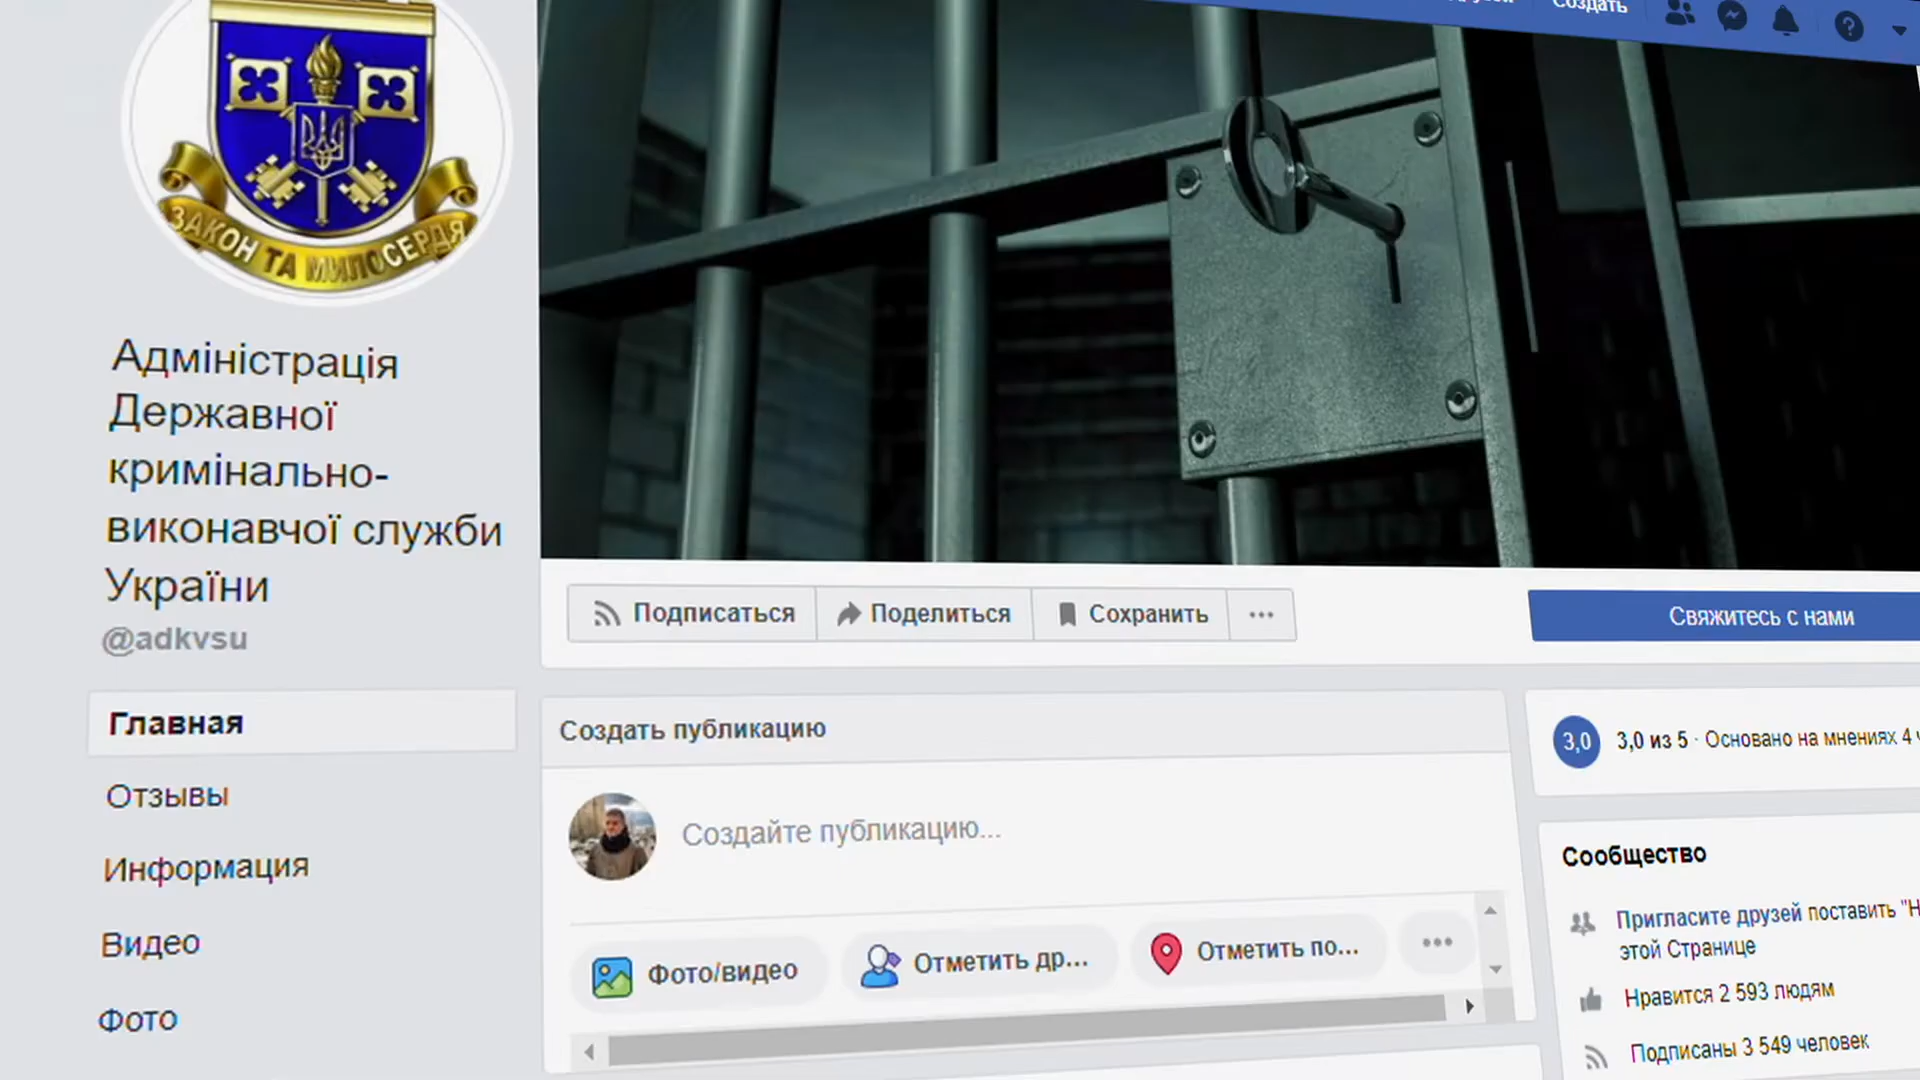 Создать
ЗАКОН ТА МИЛОСЕРДЯ
Адміністрація
Державної
кримінально-
виконавчої служби
України
@adkvsu
Главная
Отзывы
Информация
Видео
Фото
Подписаться
Поделиться
Сохранить
Свяжитесь с нами
Создать публикацию
Создайте публикацию...
Фото/видео
Отметить др...
Отметить по...
3,0
3,0 из 5 · Основано на мнениях 4
Сообщество
Пригласите друзей поставить "Н
этой Странице
Нравится 2 593 людям
Подписаны 3 549 человек